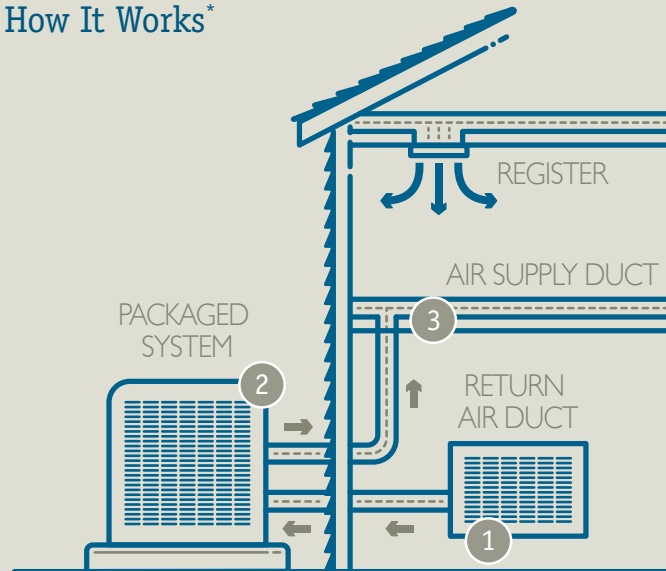 How It Works*
REGISTER
AIR SUPPLY DUCT
3
PACKAGED
SYSTEM
2
RETURN
AIR DUCT
1